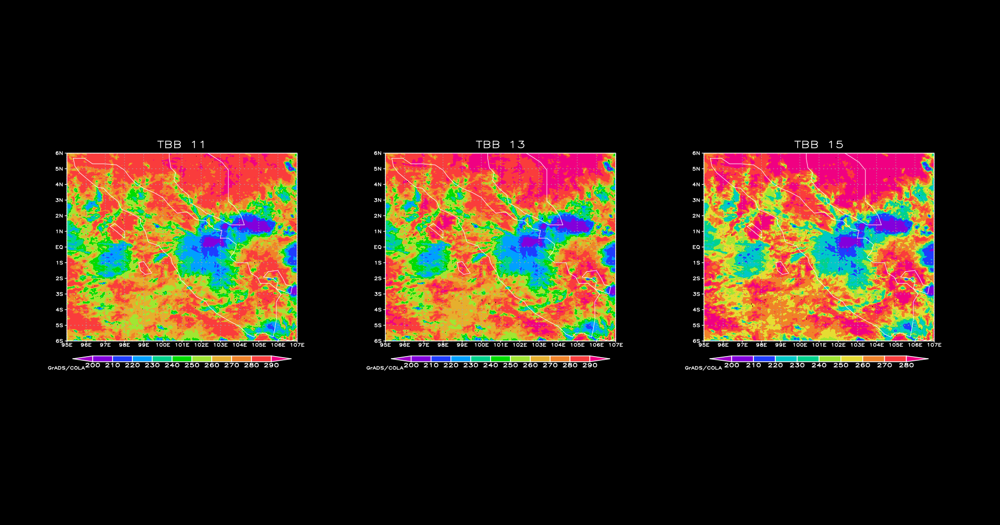 TBB 11
6N
5N
4N
3N
2N
1N
EQ
1S
2S
3S
4S
5S
6S
95E 96E 97E 98E 99E 100E 101E 102E 103E 104E 105E 106E 107E
200 210 220 230 240 250 260 270 280 290
GrADS/COLA
TBB 13
6N
5N
4N
3N
2N
1N
EQ
1S
2S
3S
4S
5S
6S
95E 96E 97E 98E 99E 100E 101E 102E 103E 104E 105E 106E 107E
200 210 220 230 240 250 260 270 280 290
GrADS/COLA
TBB 15
6N
5N
4N
3N
2N
1N
EQ
1S
2S
3S
4S
5S
6S
95E 96E 97E 98E 99E 100E 101E 102E 103E 104E 105E 106E 107E
200 210 220 230 240 250 260 270 280
GrADS/COLA